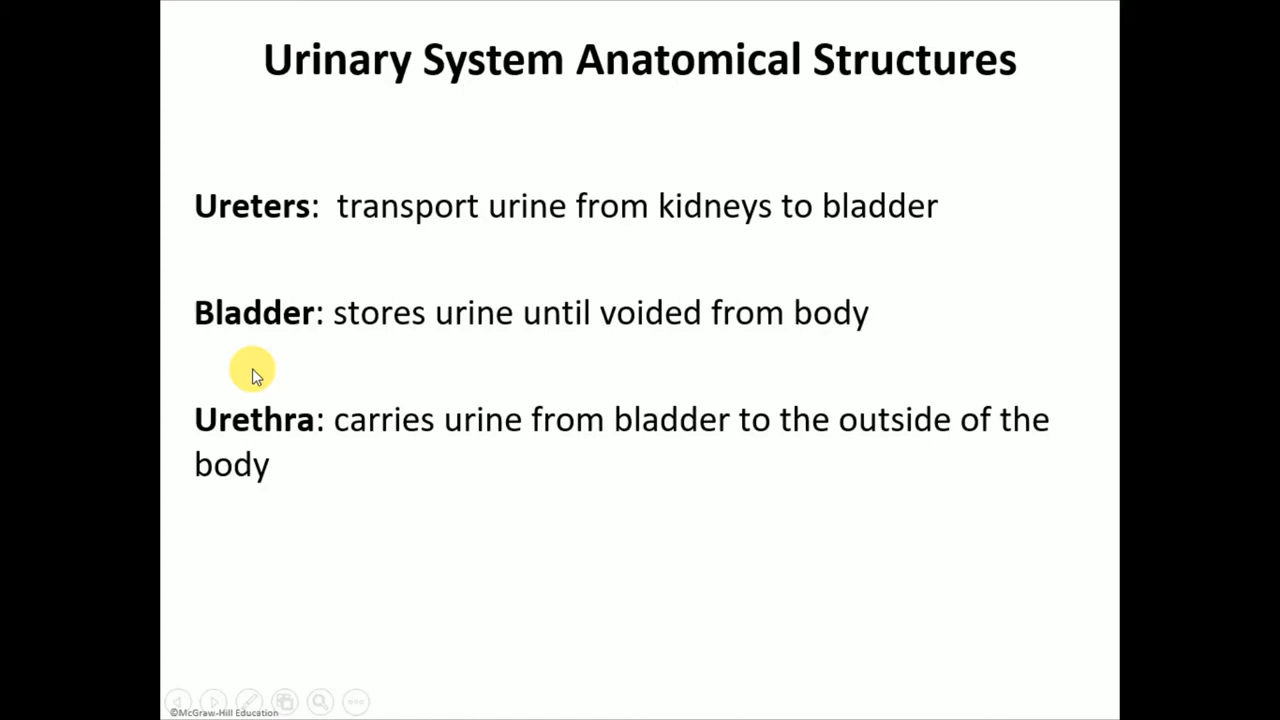 Urinary System Anatomical Structures
Ureters:  transport urine from kidneys to bladder
Bladder: stores urine until voided from body
Urethra: carries urine from bladder to the outside of the
body
©McGraw-Hill Education